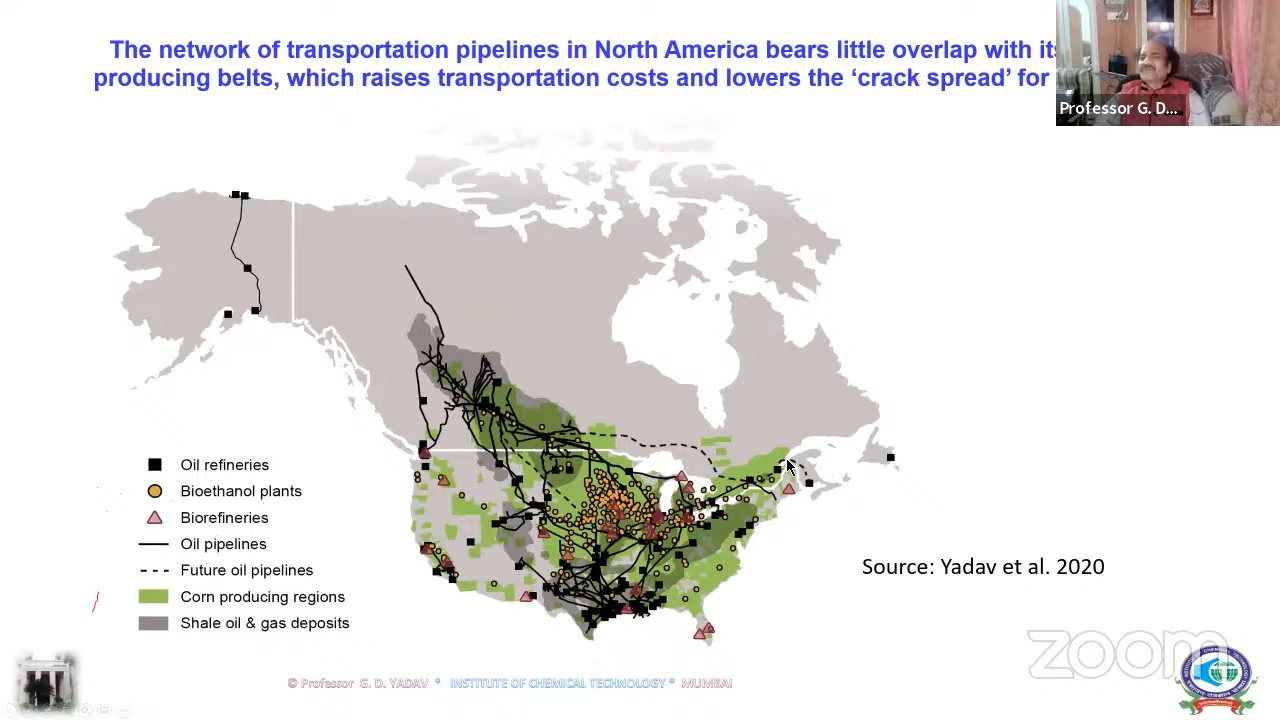 The network of transportation pipelines in North America bears little overlap with its
producing belts, which raises transportation costs and lowers the ‘crack spread’ for
Professor G. D...
Oil refineries
Bioethanol plants
Biorefineries
Oil pipelines
Future oil pipelines
Corn producing regions
Shale oil & gas deposits
Source: Yadav et al. 2020
zoom
© Professor G. D. YADAV * INSTITUTE OF CHEMICAL TECHNOLOGY * MUMBAI